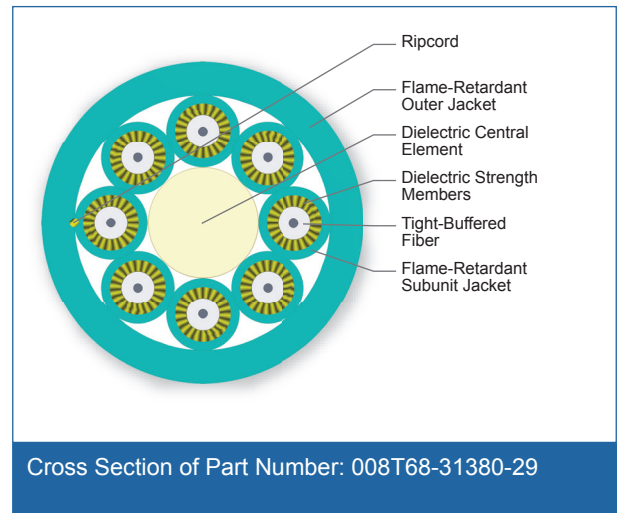 Ripcord
Flame-Retardant
Outer Jacket
Dielectric Central
Element
Dielectric Strength
Members
Tight-Buffered
Fiber
Flame-Retardant
Subunit Jacket
Cross Section of Part Number: 008T68-31380-29